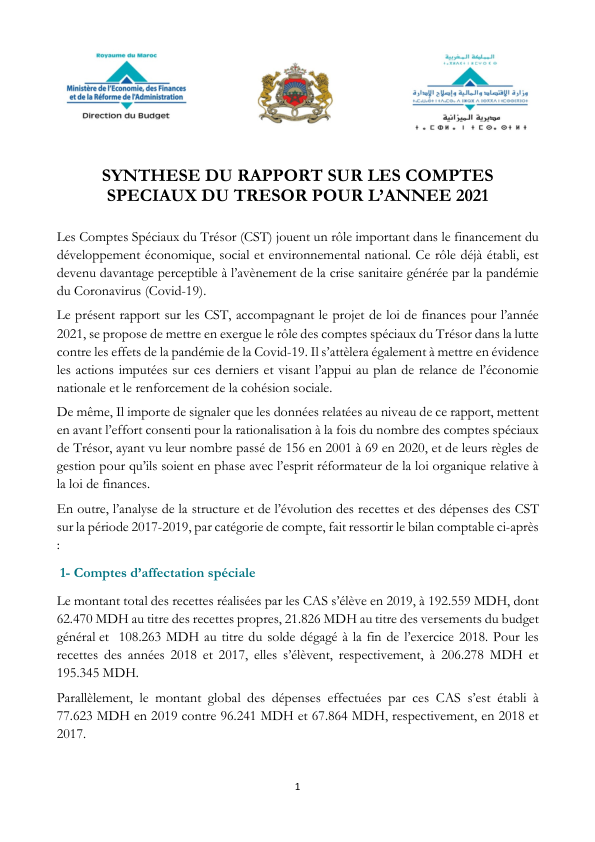 Royaume du Maroc
Ministère de l'Economie, des Finances
et de la Réforme de l'Administration
Direction du Budget
المملكة المغربية
وزارة الاقتصاد والمالية وإصلاح الإدارة
مديرية الميزانية
SYNTHESE DU RAPPORT SUR LES COMPTES
SPECIAUX DU TRESOR POUR L'ANNEE 2021
Les Comptes Spéciaux du Trésor (CST) jouent un rôle important dans le financement du
développement économique, social et environnemental national. Ce rôle déjà établi, est
devenu davantage perceptible à l'avènement de la crise sanitaire générée par la pandémie
du Coronavirus (Covid-19).
Le présent rapport sur les CST, accompagnant le projet de loi de finances pour l'année
2021, se propose de mettre en exergue le rôle des comptes spéciaux du Trésor dans la lutte
contre les effets de la pandémie de la Covid-19. Il s'attèlera également à mettre en évidence
les actions imputées sur ces derniers et visant l'appui au plan de relance de l'économie
nationale et le renforcement de la cohésion sociale.
De même, Il importe de signaler que les données relatées au niveau de ce rapport, mettent
en avant l'effort consenti pour la rationalisation à la fois du nombre des comptes spéciaux
de Trésor, ayant vu leur nombre passé de 156 en 2001 à 69 en 2020, et de leurs règles de
gestion pour qu'ils soient en phase avec l'esprit réformateur de la loi organique relative à
la loi de finances.
En outre, l'analyse de la structure et de l'évolution des recettes et des dépenses des CST
sur la période 2017-2019, par catégorie de compte, fait ressortir le bilan comptable ci-après
:
1- Comptes d'affectation spéciale
Le montant total des recettes réalisées par les CAS s'élève en 2019, à 192.559 MDH, dont
62.470 MDH au titre des recettes propres, 21.826 MDH au titre des versements du budget
général et 108.263 MDH au titre du solde dégagé à la fin de l'exercice 2018. Pour les
recettes des années 2018 et 2017, elles s'élèvent, respectivement, à 206.278 MDH et
195.345 MDH.
Parallèlement, le montant global des dépenses effectuées par ces CAS s'est établi à
77.623 MDH en 2019 contre 96.241 MDH et 67.864 MDH, respectivement, en 2018 et
2017.
1